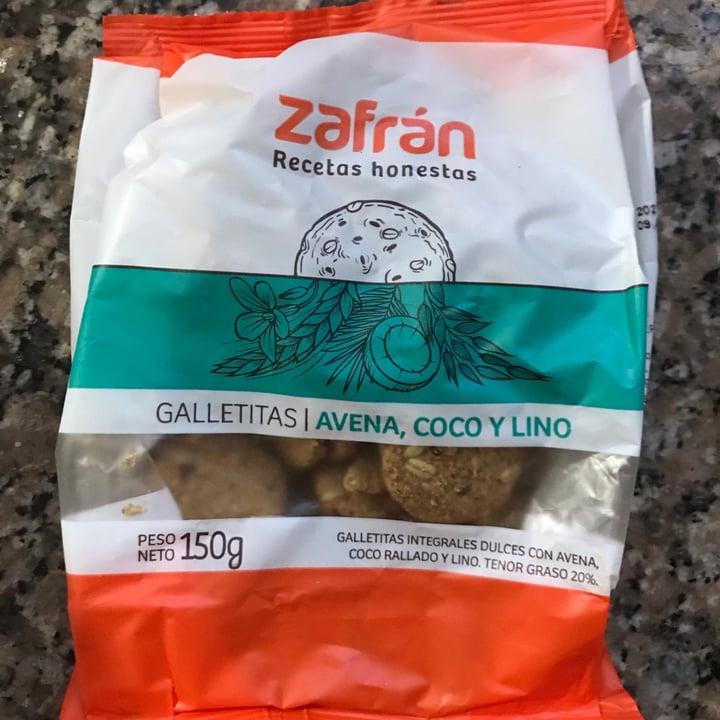 zafrán
Recetas honestas
GALLETITAS | AVENA, COCO Y LINO
PESO
NETO 150g
GALLETITAS INTEGRALES DULCES CON AVENA,
COCO RALLADO Y LINO. TENOR GRASO 20%.